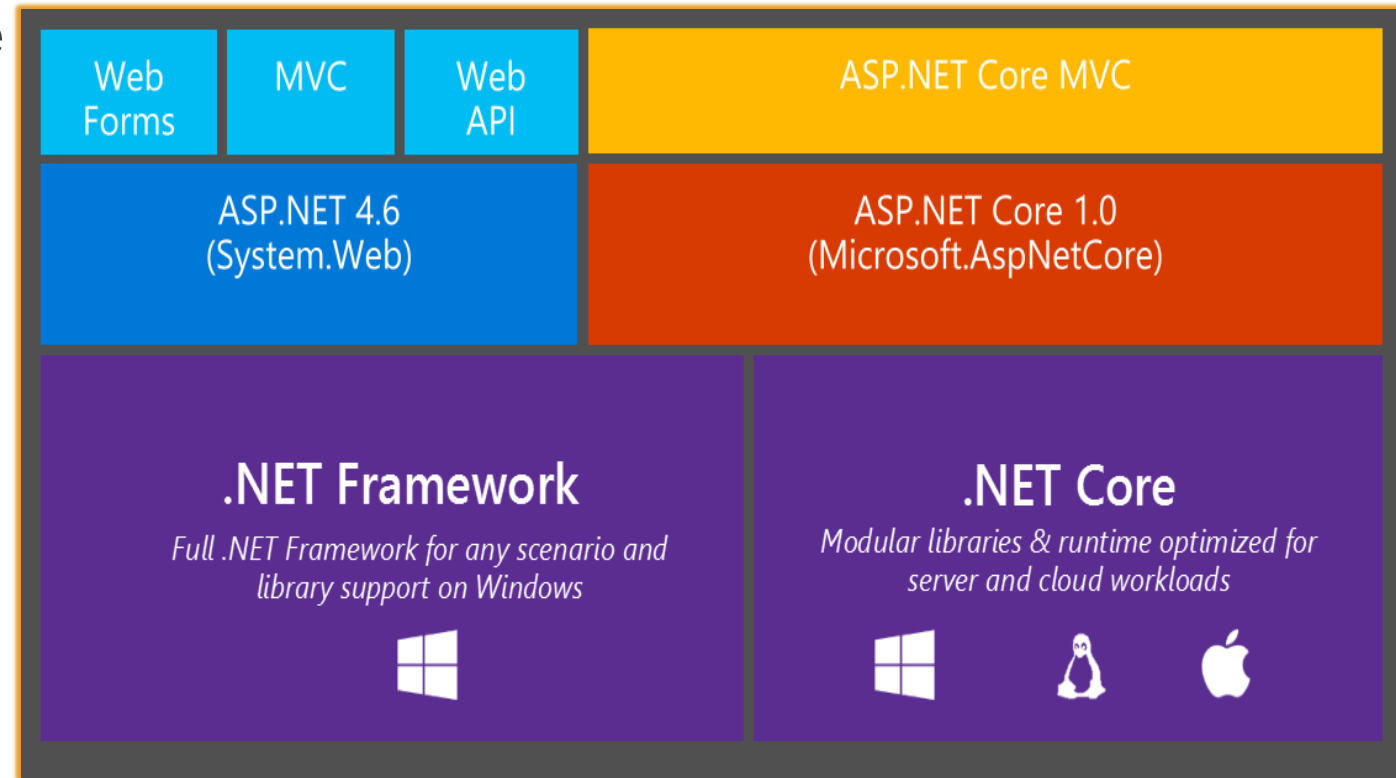 Web
Forms
MVC
Web
API
ASP.NET Core MVC
ASP.NET 4.6
(System.Web)
ASP.NET Core 1.0
(Microsoft.AspNetCore)
.NET Framework
Full .NET Framework for any scenario and
library support on Windows
.NET Core
Modular libraries & runtime optimized for
server and cloud workloads